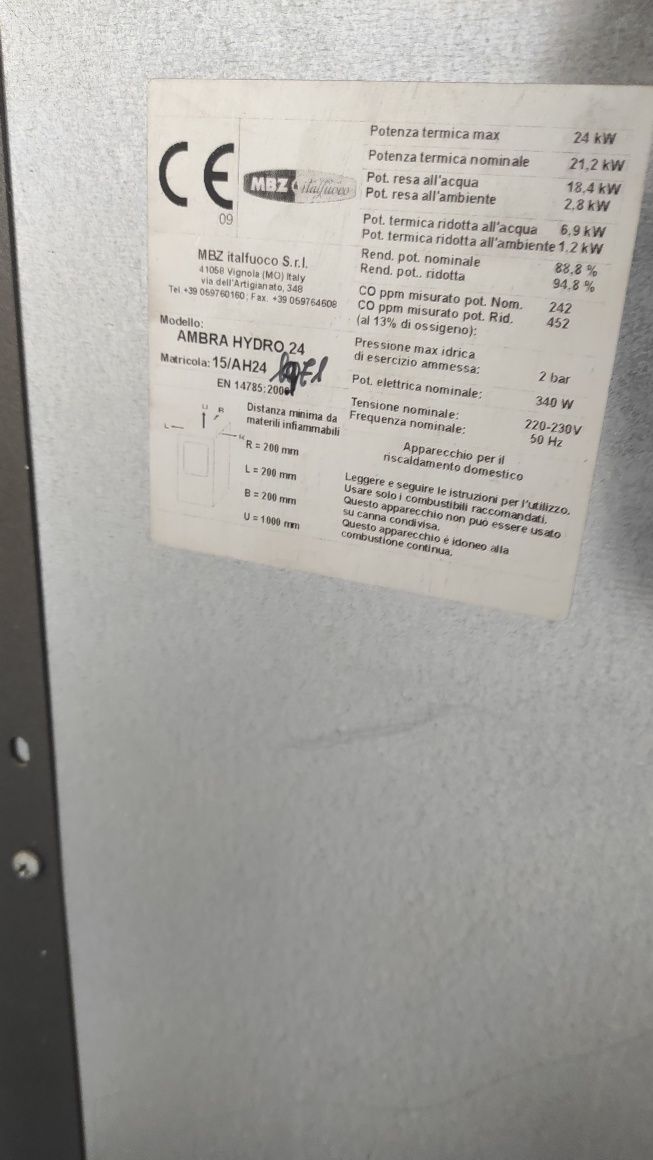 CE
09
MBZ italfuoco
MBZ italfuoco S.r.l.
41058 Vignola (MO) Italy
via dell'Artigianato, 348
Tel +39 059760160; Fax. +39 059764608
Modello:
AMBRA HYDRO 24
Matricola: 15/AH24
EN 14785:2006
U
R
L
Distanza minima da
materili infiammabili
R = 200 mm
L = 200 mm
B = 200 mm
U = 1000 mm
Potenza termica max 24 kW
Potenza termica nominale 21,2 kW
Pot. resa all'acqua 18,4 kW
Pot. resa all'ambiente 2,8 kW
Pot. termica ridotta all'acqua 6,9 kW
Pot. termica ridotta all'ambiente 1,2 kW
Rend. pot. nominale 88,8 %
Rend. pot.. ridotta 94,8 %
CO ppm misurato pot. Nom. 242
CO ppm misurato pot. Rid. 452
(al 13% di ossigeno):
Pressione max idrica
di esercizio ammessa: 2 bar
Pot. elettrica nominale: 340 W
Tensione nominale: 220-230V
Frequenza nominale: 50 Hz
Apparecchio per il
riscaldamento domestico
Leggere e seguire le istruzioni per l'utilizzo.
Usare solo i combustibili raccomandati.
Questo apparecchio non può essere usato
su canna condivisa.
Questo apparecchio é idoneo alla
combustione continua.